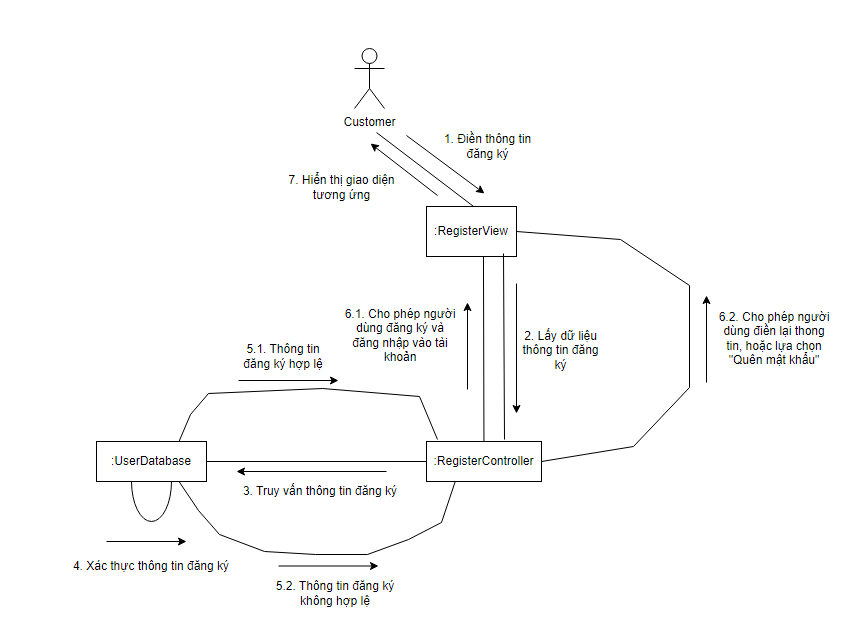 Customer
1. Điền thông tin
đăng ký
7. Hiển thị giao diện
tương ứng
:RegisterView
6.1. Cho phép người
dùng đăng ký và
đăng nhập vào tài
khoản
6.2. Cho phép người
dùng điền lại thong
tin, hoặc lựa chọn
"Quên mật khẩu"
2. Lấy dữ liệu
thông tin đăng
ký
5.1. Thông tin
đăng ký hợp lệ
:UserDatabase
:RegisterController
3. Truy vấn thông tin đăng ký
4. Xác thực thông tin đăng ký
5.2. Thông tin đăng ký
không hợp lệ